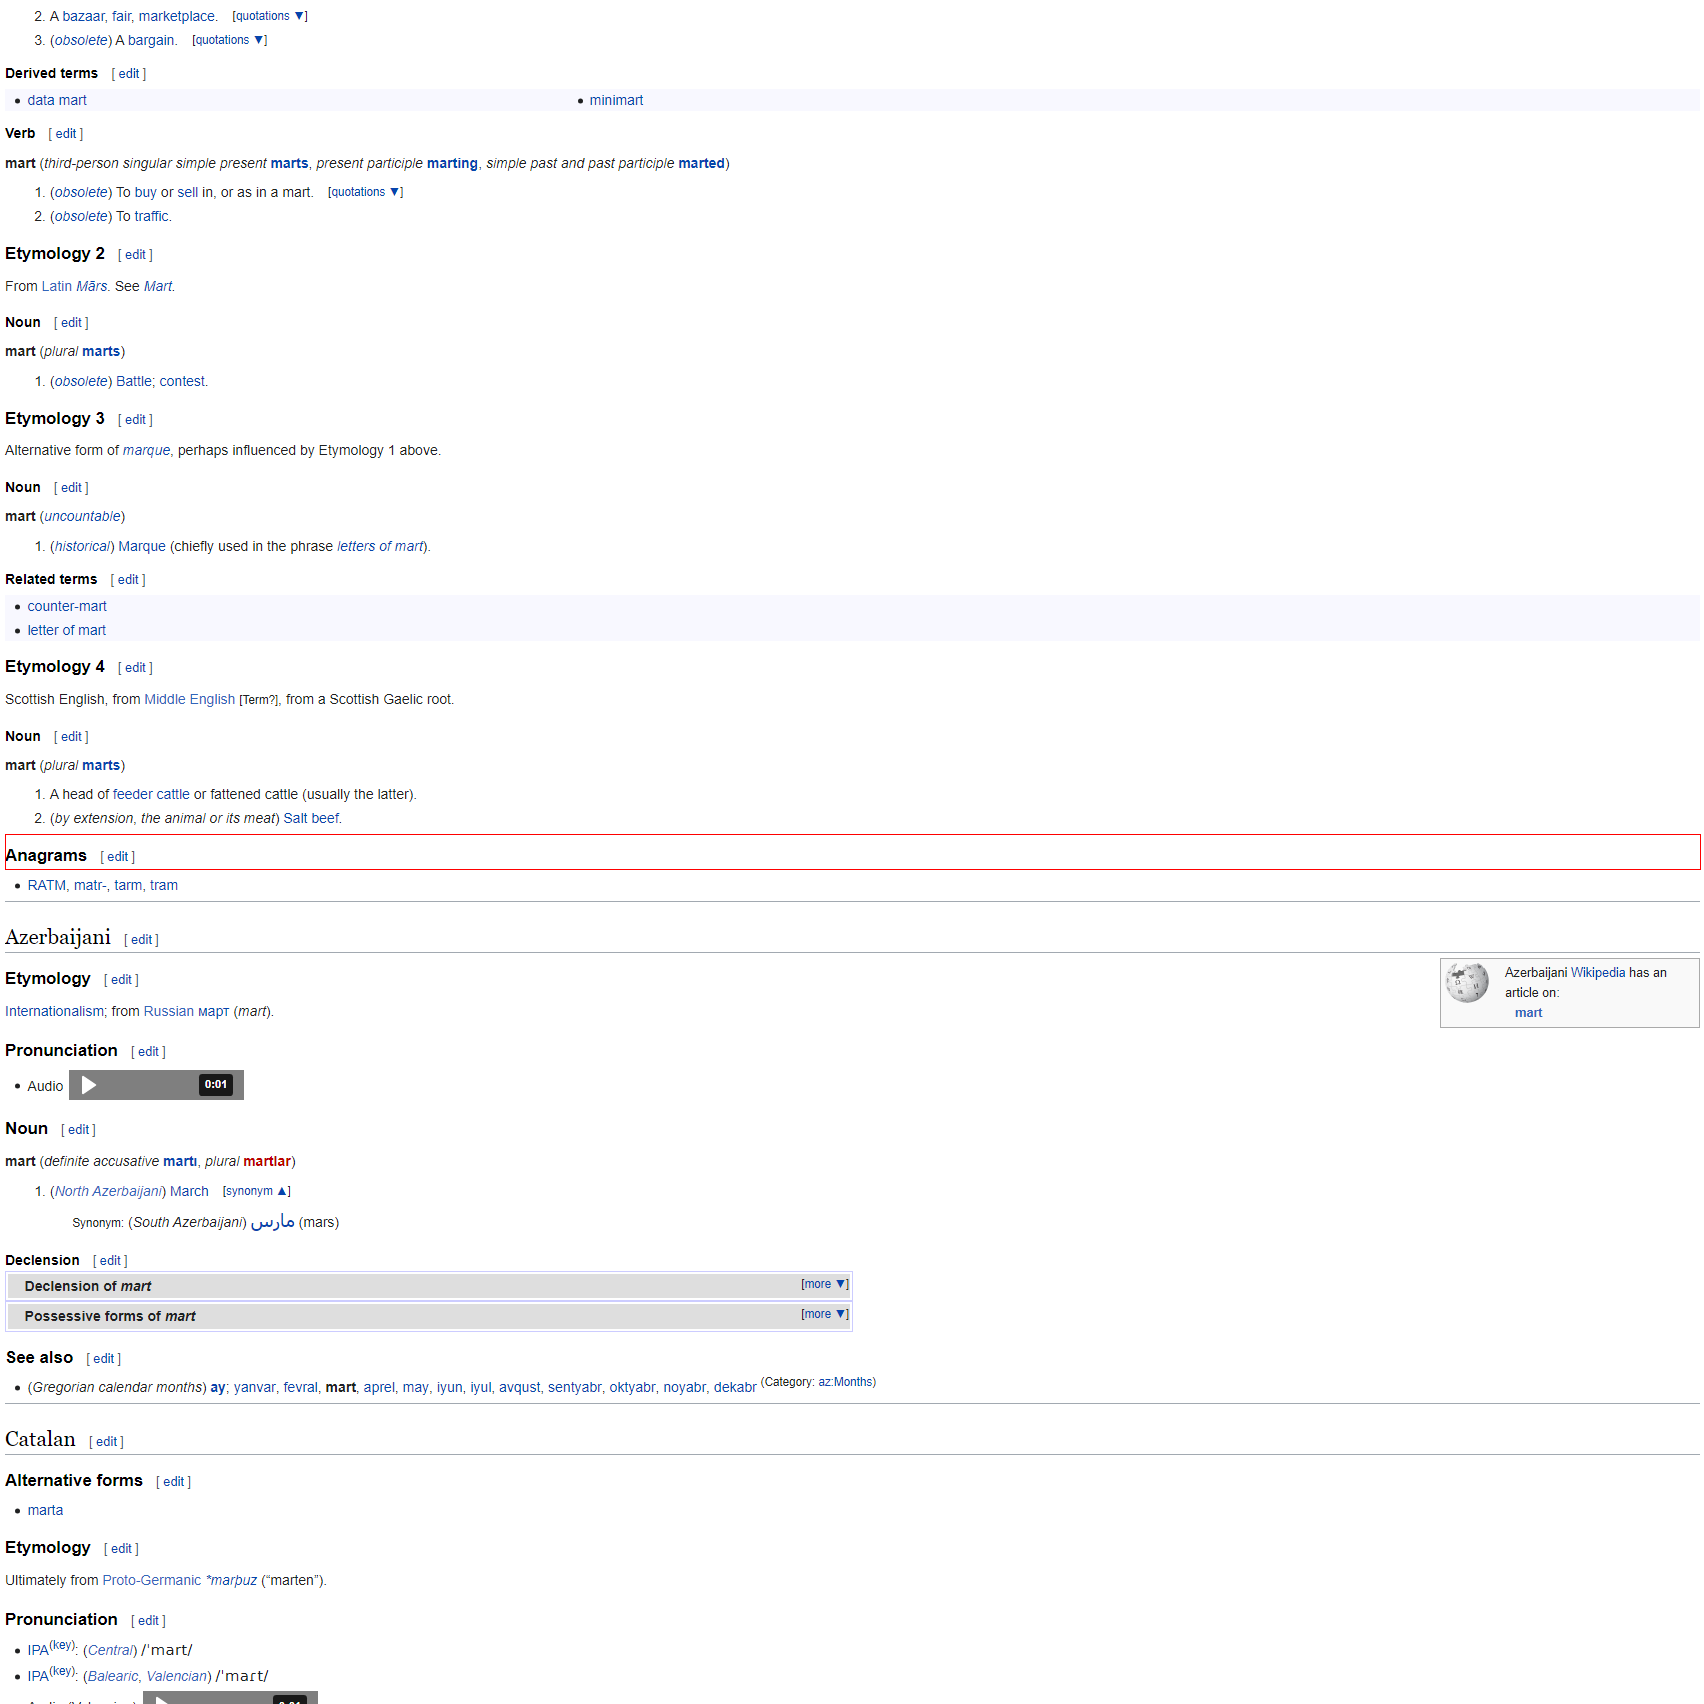 2. A bazaar, fair, marketplace. [quotations ▼]
3. (obsolete) A bargain. [quotations ▼]
Derived terms [ edit ]
• data mart • minimart
Verb [ edit ]
mart (third-person singular simple present marts, present participle marting, simple past and past participle marted)
1. (obsolete) To buy or sell in, or as in a mart. [quotations ▼]
2. (obsolete) To traffic.
Etymology 2 [ edit ]
From Latin Mārs. See Mart.
Noun [ edit ]
mart (plural marts)
1. (obsolete) Battle; contest.
Etymology 3 [ edit ]
Alternative form of marque, perhaps influenced by Etymology 1 above.
Noun [ edit ]
mart (uncountable)
1. (historical) Marque (chiefly used in the phrase letters of mart).
Related terms [ edit ]
• counter-mart
• letter of mart
Etymology 4 [ edit ]
Scottish English, from Middle English [Term?], from a Scottish Gaelic root.
Noun [ edit ]
mart (plural marts)
1. A head of feeder cattle or fattened cattle (usually the latter).
2. (by extension, the animal or its meat) Salt beef.
Anagrams [ edit ]
• RATM, matr-, tarm, tram
Azerbaijani [ edit ]
Azerbaijani Wikipedia has an
article on:
mart
Etymology [ edit ]
Internationalism; from Russian март (mart).
Pronunciation [ edit ]
• Audio 0:01
Noun [ edit ]
mart (definite accusative martı, plural martlar)
1. (North Azerbaijani) March [synonym ▲]
Synonym: (South Azerbaijani) مارس (mars)
Declension [ edit ]
Declension of mart [more ▼]
Possessive forms of mart [more ▼]
See also [ edit ]
• (Gregorian calendar months) ay; yanvar, fevral, mart, aprel, may, iyun, iyul, avqust, sentyabr, oktyabr, noyabr, dekabr (Category: az:Months)
Catalan [ edit ]
Alternative forms [ edit ]
• marta
Etymology [ edit ]
Ultimately from Proto-Germanic *marþuz (“marten”).
Pronunciation [ edit ]
• IPA(key): (Central) /ˈmart/
• IPA(key): (Balearic, Valencian) /ˈmaɾt/